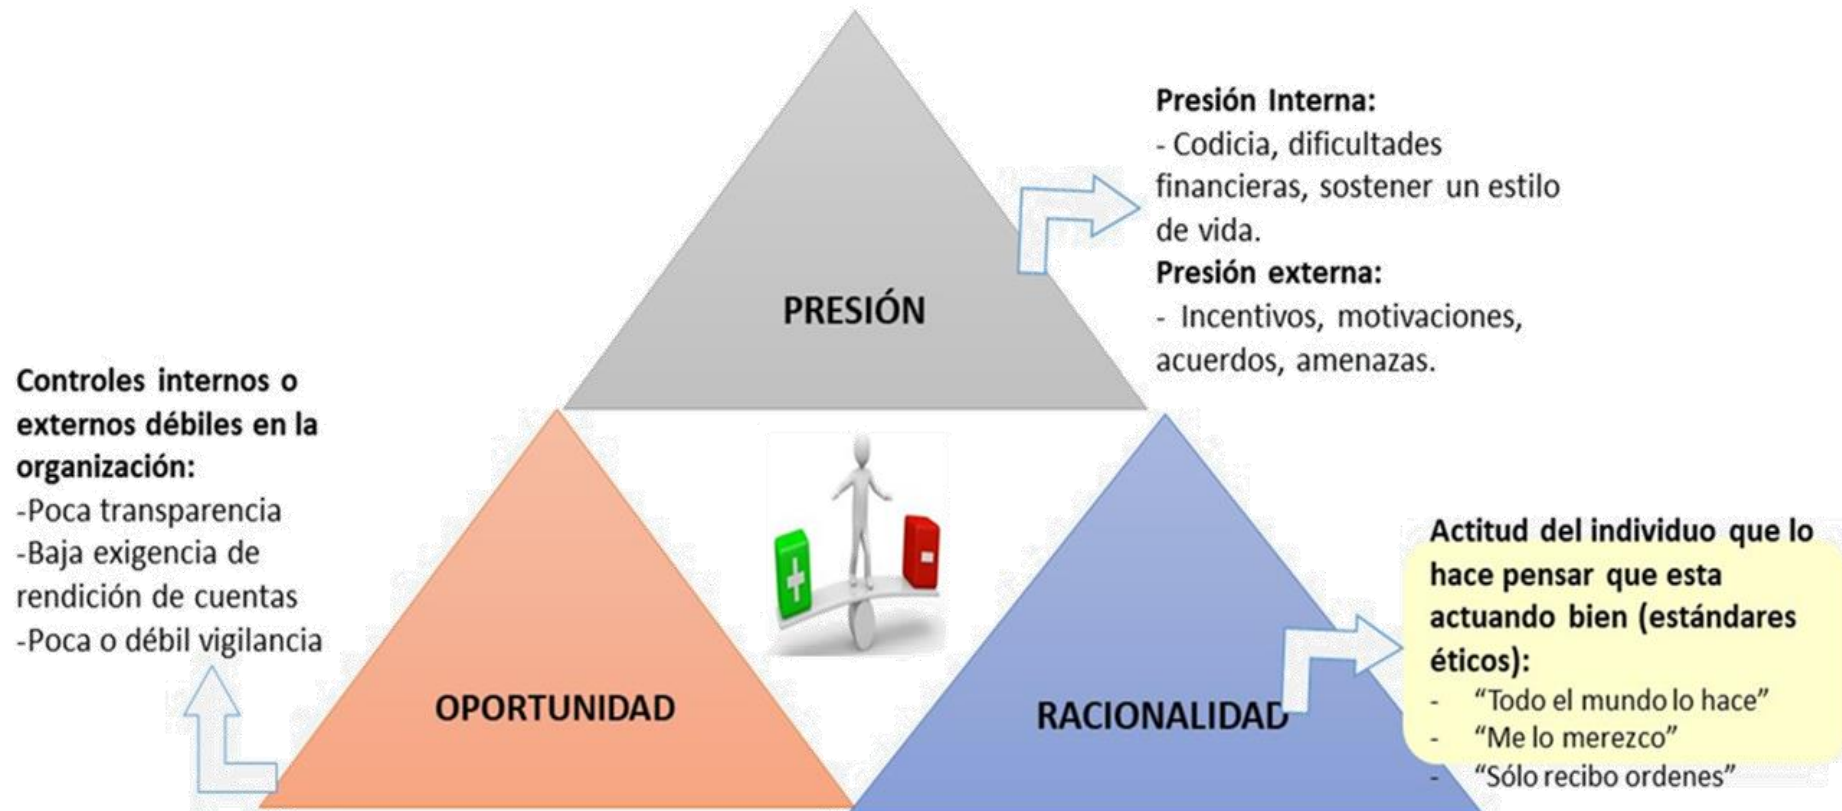 Presión Interna:
- Codicia, dificultades
financieras, sostener un estilo
de vida.
Presión externa:
- Incentivos, motivaciones,
acuerdos, amenazas.
PRESIÓN
Controles internos o
externos débiles en la
organización:
-Poca transparencia
-Baja exigencia de
rendición de cuentas
-Poca o débil vigilancia
OPORTUNIDAD
RACIONALIDAD
Actitud del individuo que lo
hace pensar que esta
actuando bien (estándares
éticos):
- “Todo el mundo lo hace”
- “Me lo merezco”
- “Sólo recibo ordenes”